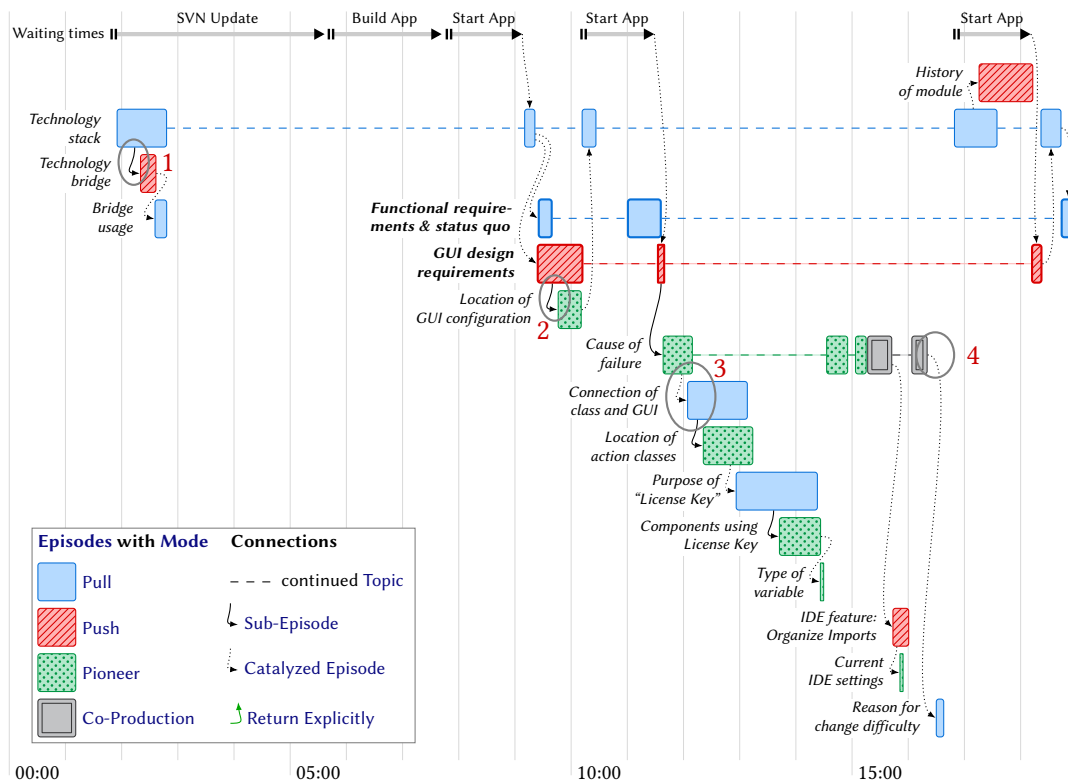 SVN Update
Build App
Start App
Start App
Start App
Waiting times
History
of module
Technology
stack
Technology
bridge
1
Bridge
usage
Functional require-
ments & status quo
GUI design
requirements
Location of
GUI configuration
2
Cause of
failure
3
4
Connection of
class and GUI
Location of
action classes
Purpose of
“License Key”
Components using
License Key
Type of
variable
IDE feature:
Organize Imports
Current
IDE settings
Reason for
change difficulty
Episodes with Mode
Connections
Pull
continued Topic
Push
Sub-Episode
Pioneer
Catalyzed Episode
Co-Production
Return Explicitly
00:00
05:00
10:00
15:00